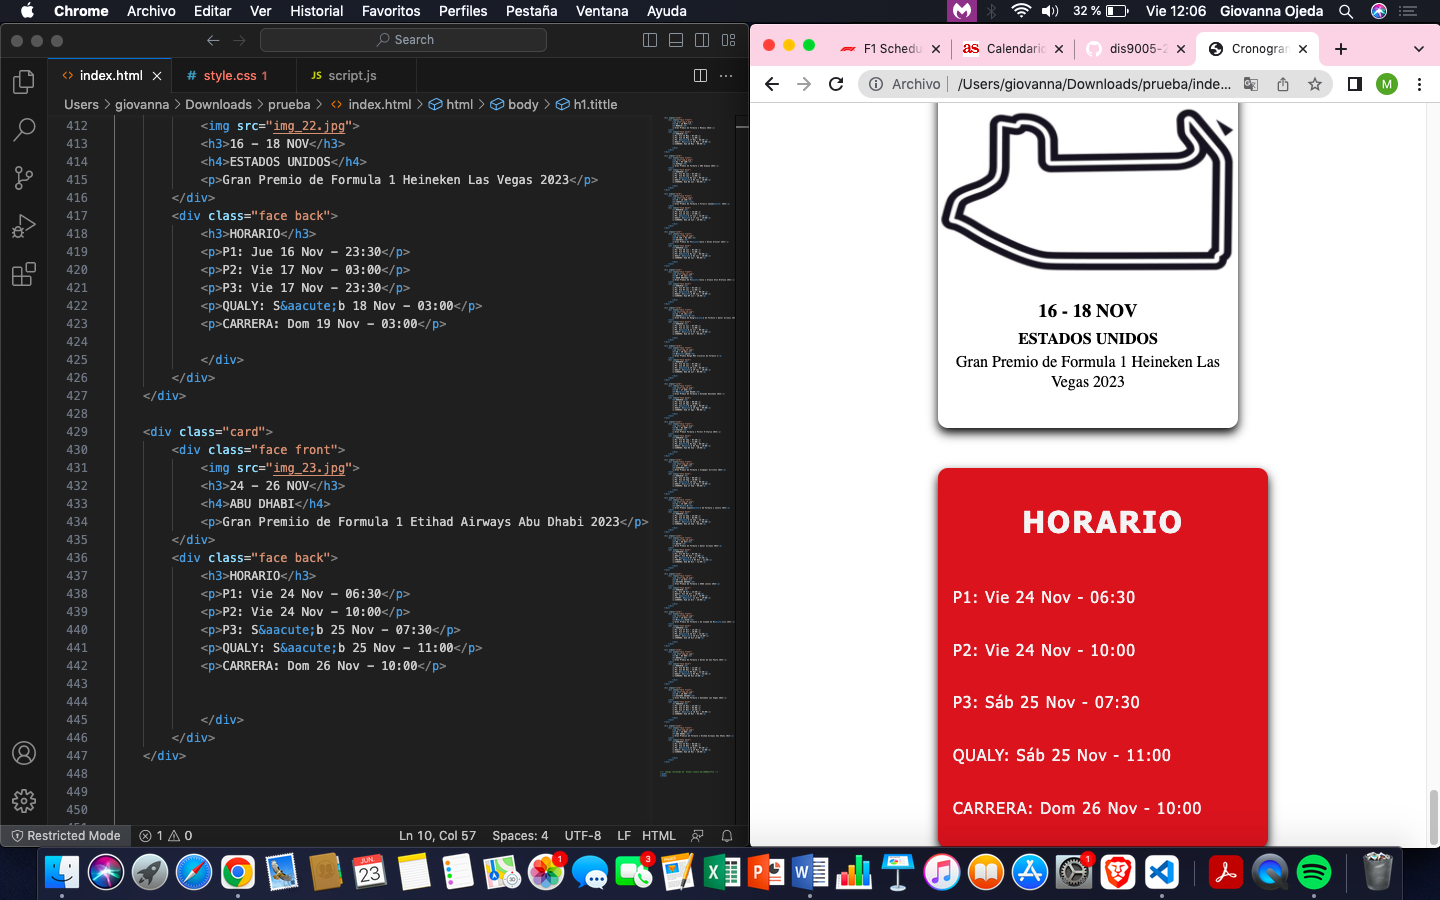 Chrome Archivo Editar Ver Historial Favoritos Perfiles Pestaña Ventana Ayuda 32 % Vie 12:06 Giovanna Ojeda
Search
index.html
style.css 1
JS script.js
Users > giovanna > Downloads > prueba > index.html > html > body > h1.tittle
412 <img src="img_22.jpg">
413 <h3>16 - 18 NOV</h3>
414 <h4>ESTADOS UNIDOS</h4>
415 <p>Gran Premio de Formula 1 Heineken Las Vegas 2023</p>
416 </div>
417 <div class="face back">
418 <h3>HORARIO</h3>
419 <p>P1: Jue 16 Nov - 23:30</p>
420 <p>P2: Vie 17 Nov - 03:00</p>
421 <p>P3: Vie 17 Nov - 23:30</p>
422 <p>QUALY: S&aacute;b 18 Nov - 03:00</p>
423 <p>CARRERA: Dom 19 Nov - 03:00</p>
424
425 </div>
426 </div>
427 </div>
428
429 <div class="card">
430 <div class="face front">
431 <img src="img_23.jpg">
432 <h3>24 - 26 NOV</h3>
433 <h4>ABU DHABI</h4>
434 <p>Gran Premiio de Formula 1 Etihad Airways Abu Dhabi 2023</p>
435 </div>
436 <div class="face back">
437 <h3>HORARIO</h3>
438 <p>P1: Vie 24 Nov - 06:30</p>
439 <p>P2: Vie 24 Nov - 10:00</p>
440 <p>P3: S&aacute;b 25 Nov - 07:30</p>
441 <p>QUALY: S&aacute;b 25 Nov - 11:00</p>
442 <p>CARRERA: Dom 26 Nov - 10:00</p>
443
444
445 </div>
446 </div>
447 </div>
448
449
450
Restricted Mode 1 0 Ln 10, Col 57 Spaces: 4 UTF-8 LF HTML
F1 Schedu
as Calendario
dis9005-2
Cronogran
Archivo /Users/giovanna/Downloads/prueba/inde... M
16 - 18 NOV
ESTADOS UNIDOS
Gran Premio de Formula 1 Heineken Las
Vegas 2023
HORARIO
P1: Vie 24 Nov - 06:30
P2: Vie 24 Nov - 10:00
P3: Sáb 25 Nov - 07:30
QUALY: Sáb 25 Nov - 11:00
CARRERA: Dom 26 Nov - 10:00
JUN. 23
1
3
1